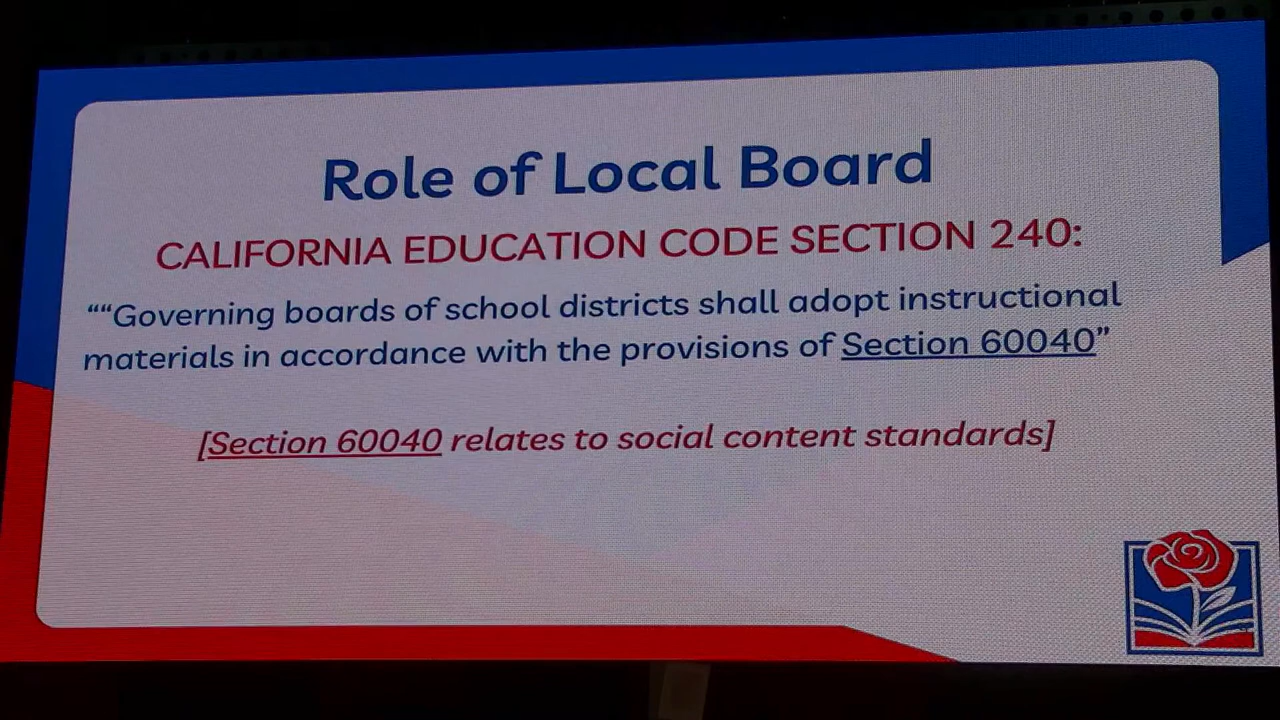 Role of Local Board
CALIFORNIA EDUCATION CODE SECTION 240:
““Governing boards of school districts shall adopt instructional
materials in accordance with the provisions of Section 60040”
[Section 60040 relates to social content standards]